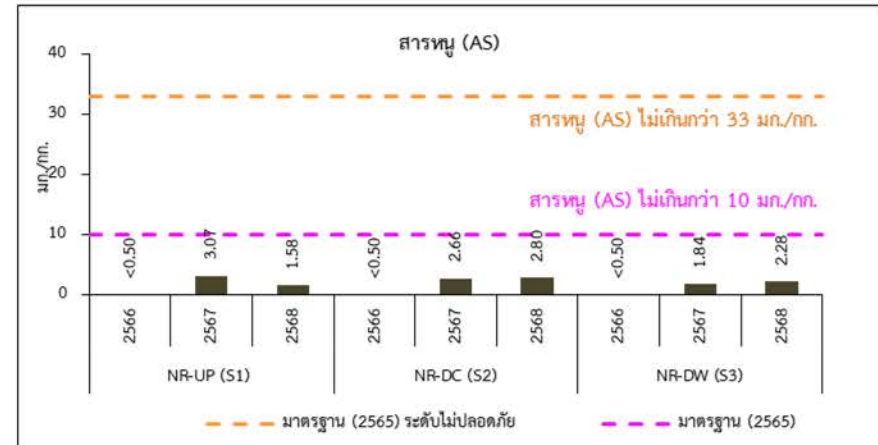 สารหนู (AS)
40
30
20
10
0
มก./กก.
สารหนู (AS) ไม่เกินกว่า 33 มก./กก.
สารหนู (AS) ไม่เกินกว่า 10 มก./กก.
<0.50 3.07 1.58 <0.50 2.66 2.80 <0.50 1.84 2.28
2566 2567 2568 2566 2567 2568 2566 2567 2568
NR-UP (S1) NR-DC (S2) NR-DW (S3)
มาตรฐาน (2565) ระดับไม่ปลอดภัย มาตรฐาน (2565)